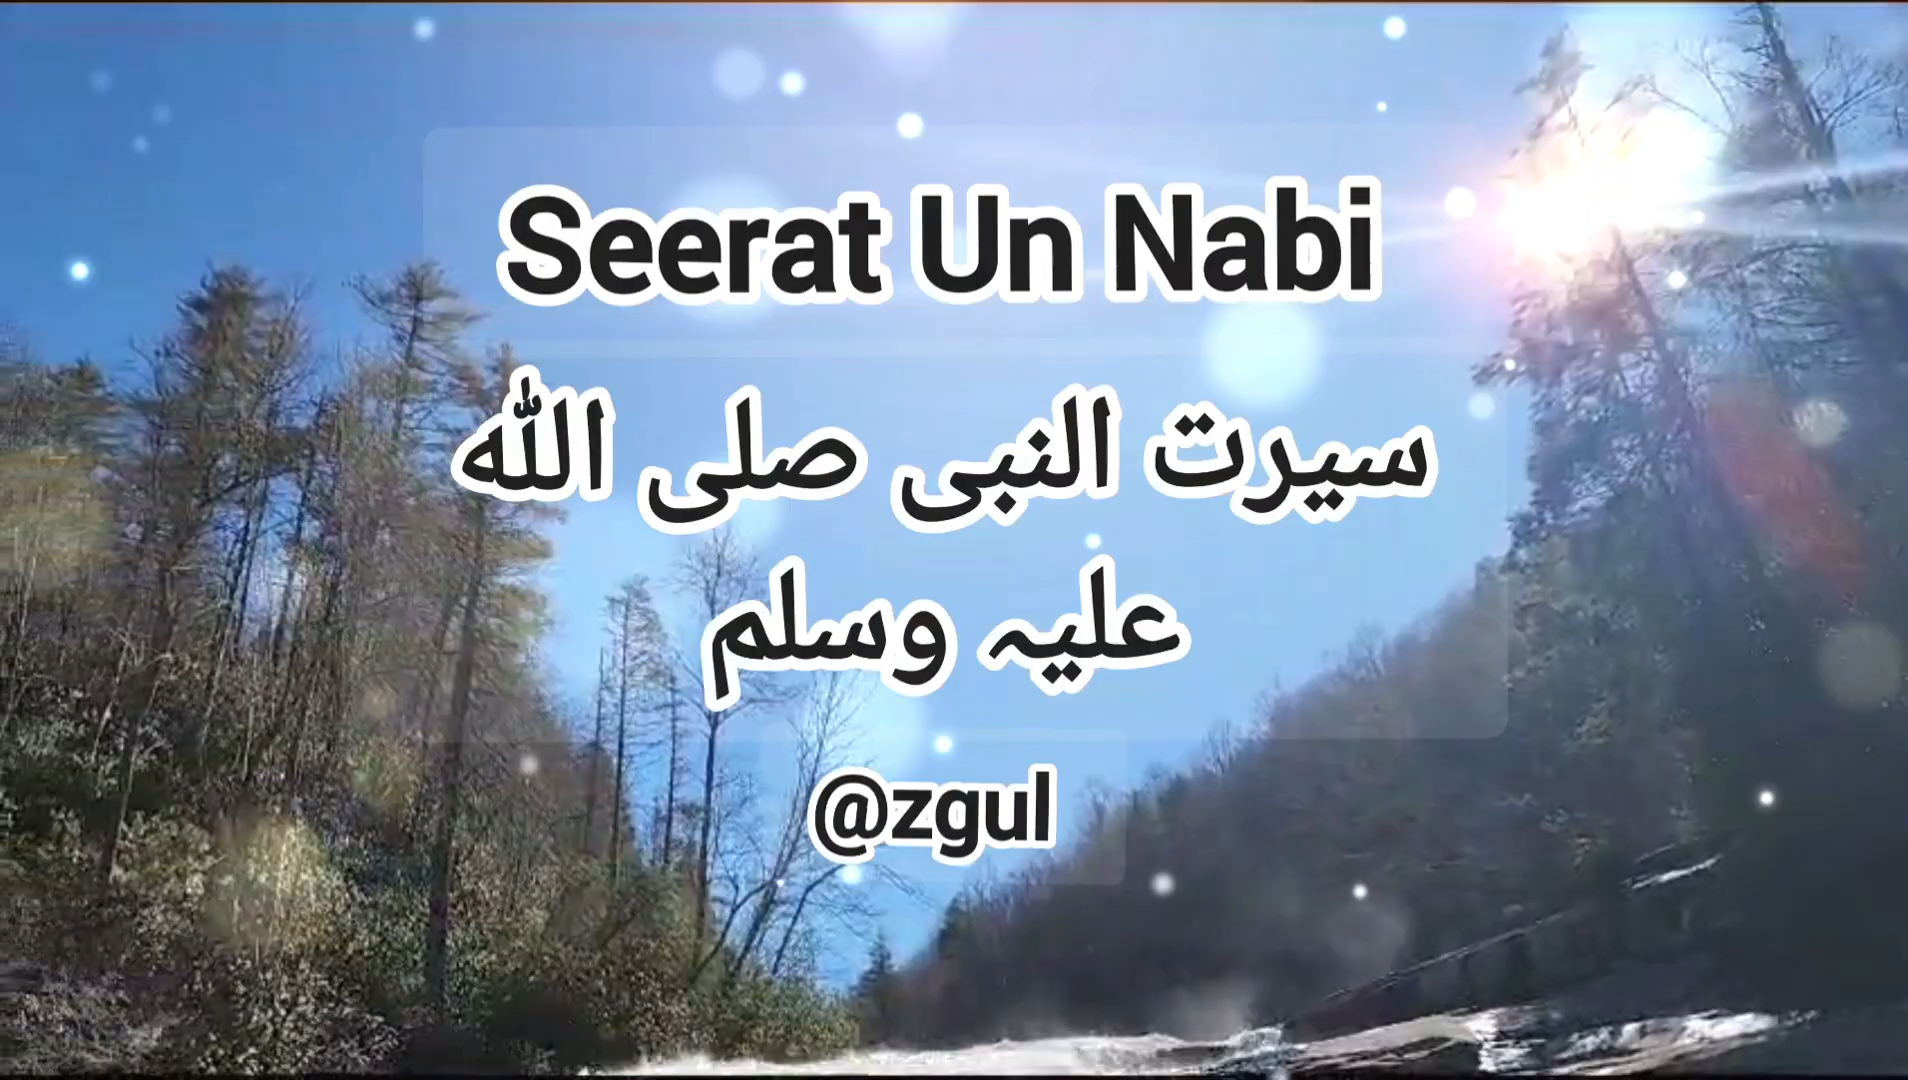 Seerat Un Nabi
سیرت النبی صلی اللہ
علیہ وسلم
@zgul